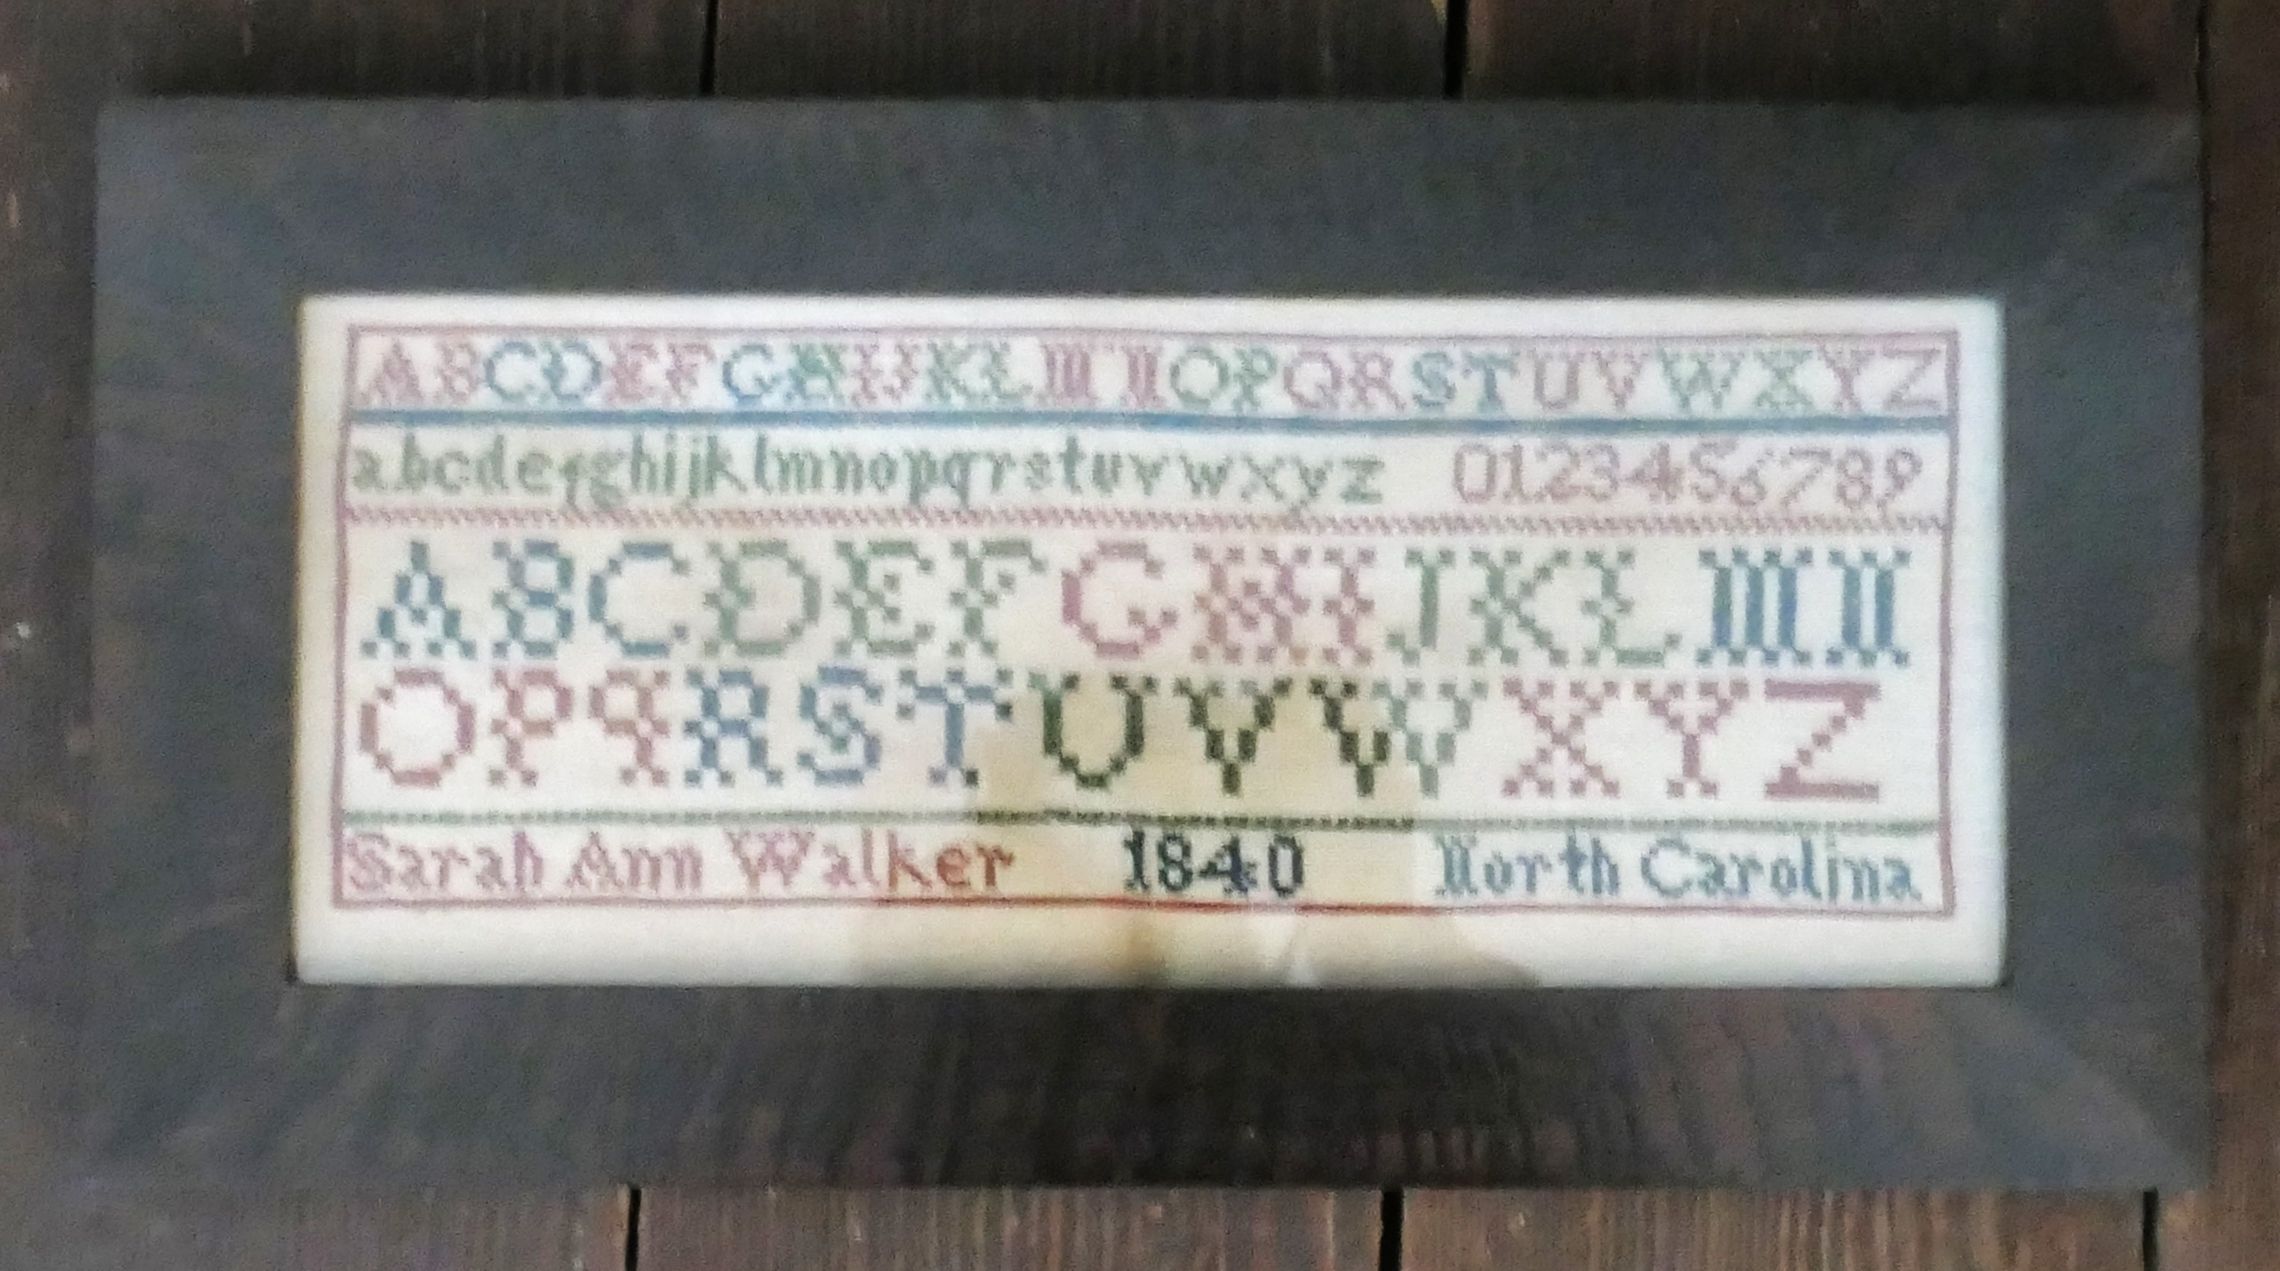 ABCDEFGHIJKLMNOPQRSTUVWXYZ
abcdefghijklmnopqrstuvwxyz 0123456789
ABCDEFGHIJKLMN
OPqRSTUVWXYZ
Sarah Ann Walker 1840 North Carolina